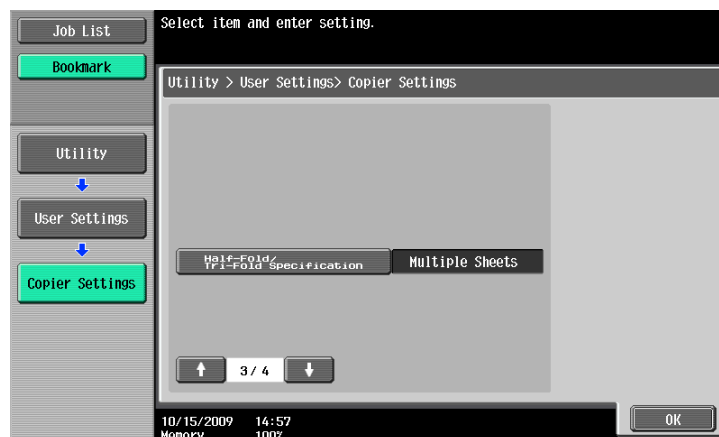 Job List
Bookmark
Select item and enter setting.
Utility > User Settings> Copier Settings
Utility
User Settings
Copier Settings
Half-Fold/
Tri-Fold Specification
Multiple Sheets
3/ 4
10/15/2009 14:57
Memory 100%
OK